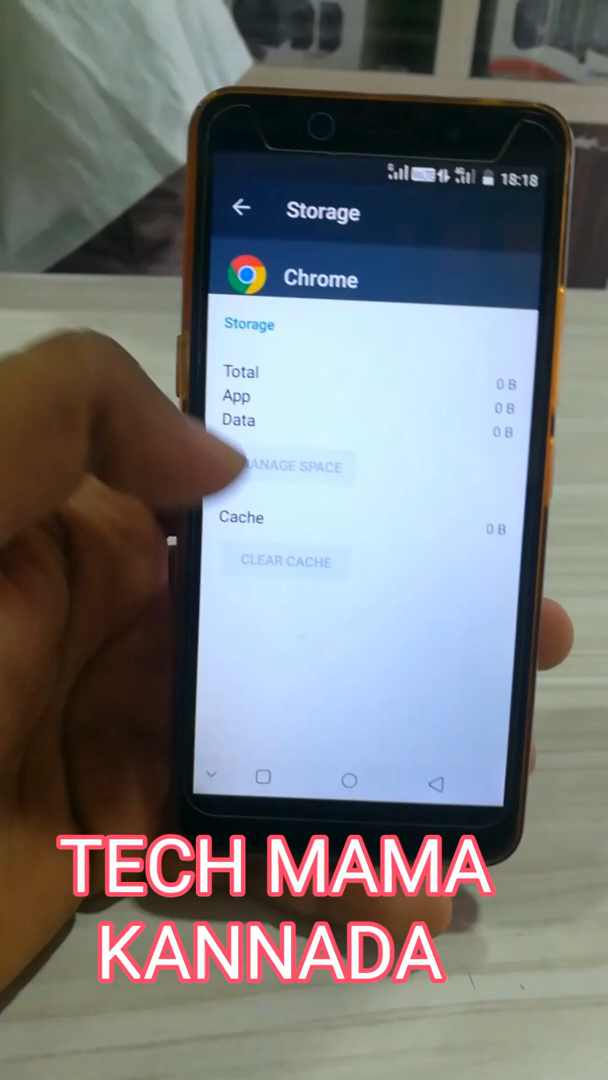 18:18
Storage
Chrome
Storage
Total 0 B
App 0 B
Data 0 B
ANAGE SPACE
Cache 0 B
CLEAR CACHE
TECH MAMA
KANNADA